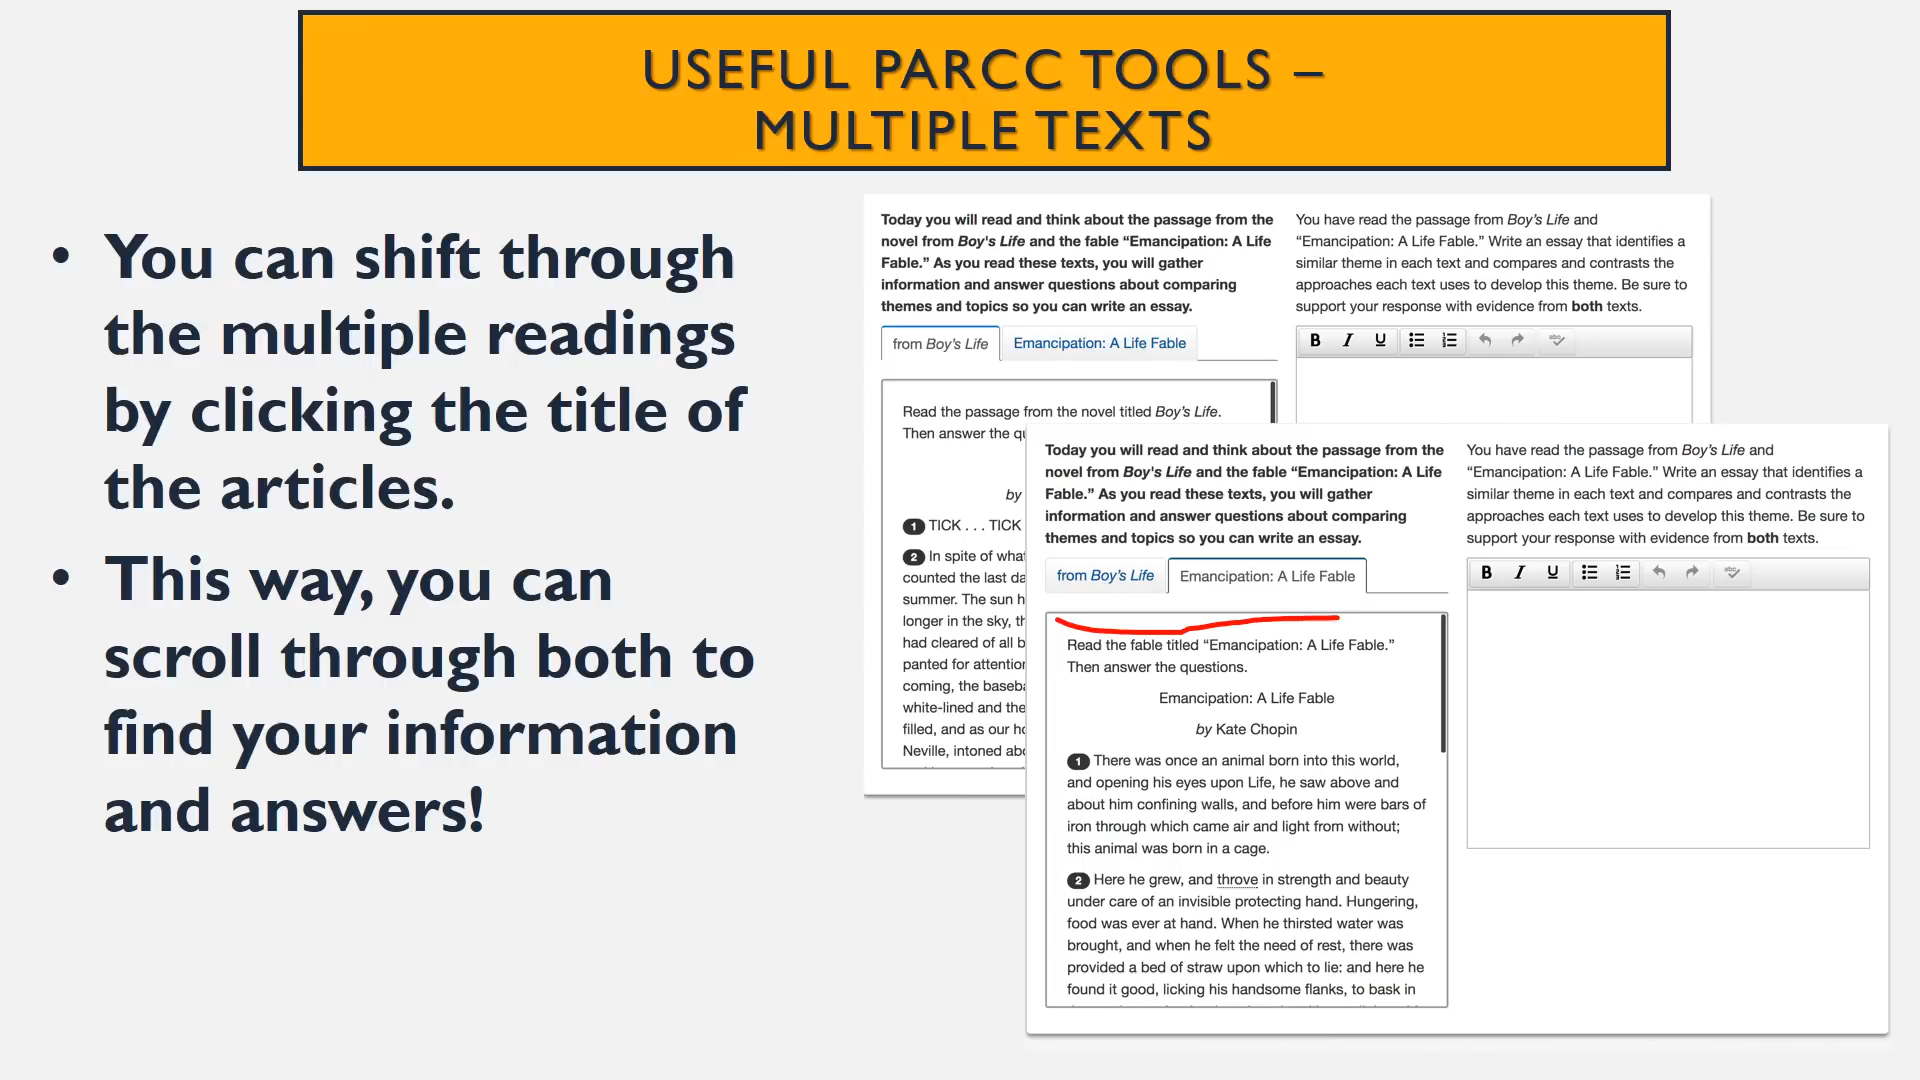 USEFUL PARCC TOOLS –
MULTIPLE TEXTS
• You can shift through
the multiple readings
by clicking the title of
the articles.
• This way, you can
scroll through both to
find your information
and answers!
Today you will read and think about the passage from the
novel from Boy's Life and the fable “Emancipation: A Life
Fable.” As you read these texts, you will gather
information and answer questions about comparing
themes and topics so you can write an essay.
from Boy’s Life Emancipation: A Life Fable
Read the passage from the novel titled Boy’s Life.
Then answer the qu
by
1 TICK . . . TICK
2 In spite of what
counted the last da
summer. The sun h
longer in the sky, th
had cleared of all b
panted for attention
coming, the baseba
white-lined and the
filled, and as our ho
Neville, intoned abo
You have read the passage from Boy’s Life and
“Emancipation: A Life Fable.” Write an essay that identifies a
similar theme in each text and compares and contrasts the
approaches each text uses to develop this theme. Be sure to
support your response with evidence from both texts.
B I U abc
Today you will read and think about the passage from the
novel from Boy's Life and the fable “Emancipation: A Life
Fable.” As you read these texts, you will gather
information and answer questions about comparing
themes and topics so you can write an essay.
from Boy’s Life Emancipation: A Life Fable
Read the fable titled “Emancipation: A Life Fable.”
Then answer the questions.
Emancipation: A Life Fable
by Kate Chopin
1 There was once an animal born into this world,
and opening his eyes upon Life, he saw above and
about him confining walls, and before him were bars of
iron through which came air and light from without;
this animal was born in a cage.
2 Here he grew, and throve in strength and beauty
under care of an invisible protecting hand. Hungering,
food was ever at hand. When he thirsted water was
brought, and when he felt the need of rest, there was
provided a bed of straw upon which to lie: and here he
found it good, licking his handsome flanks, to bask in
You have read the passage from Boy’s Life and
“Emancipation: A Life Fable.” Write an essay that identifies a
similar theme in each text and compares and contrasts the
approaches each text uses to develop this theme. Be sure to
support your response with evidence from both texts.
B I U abc